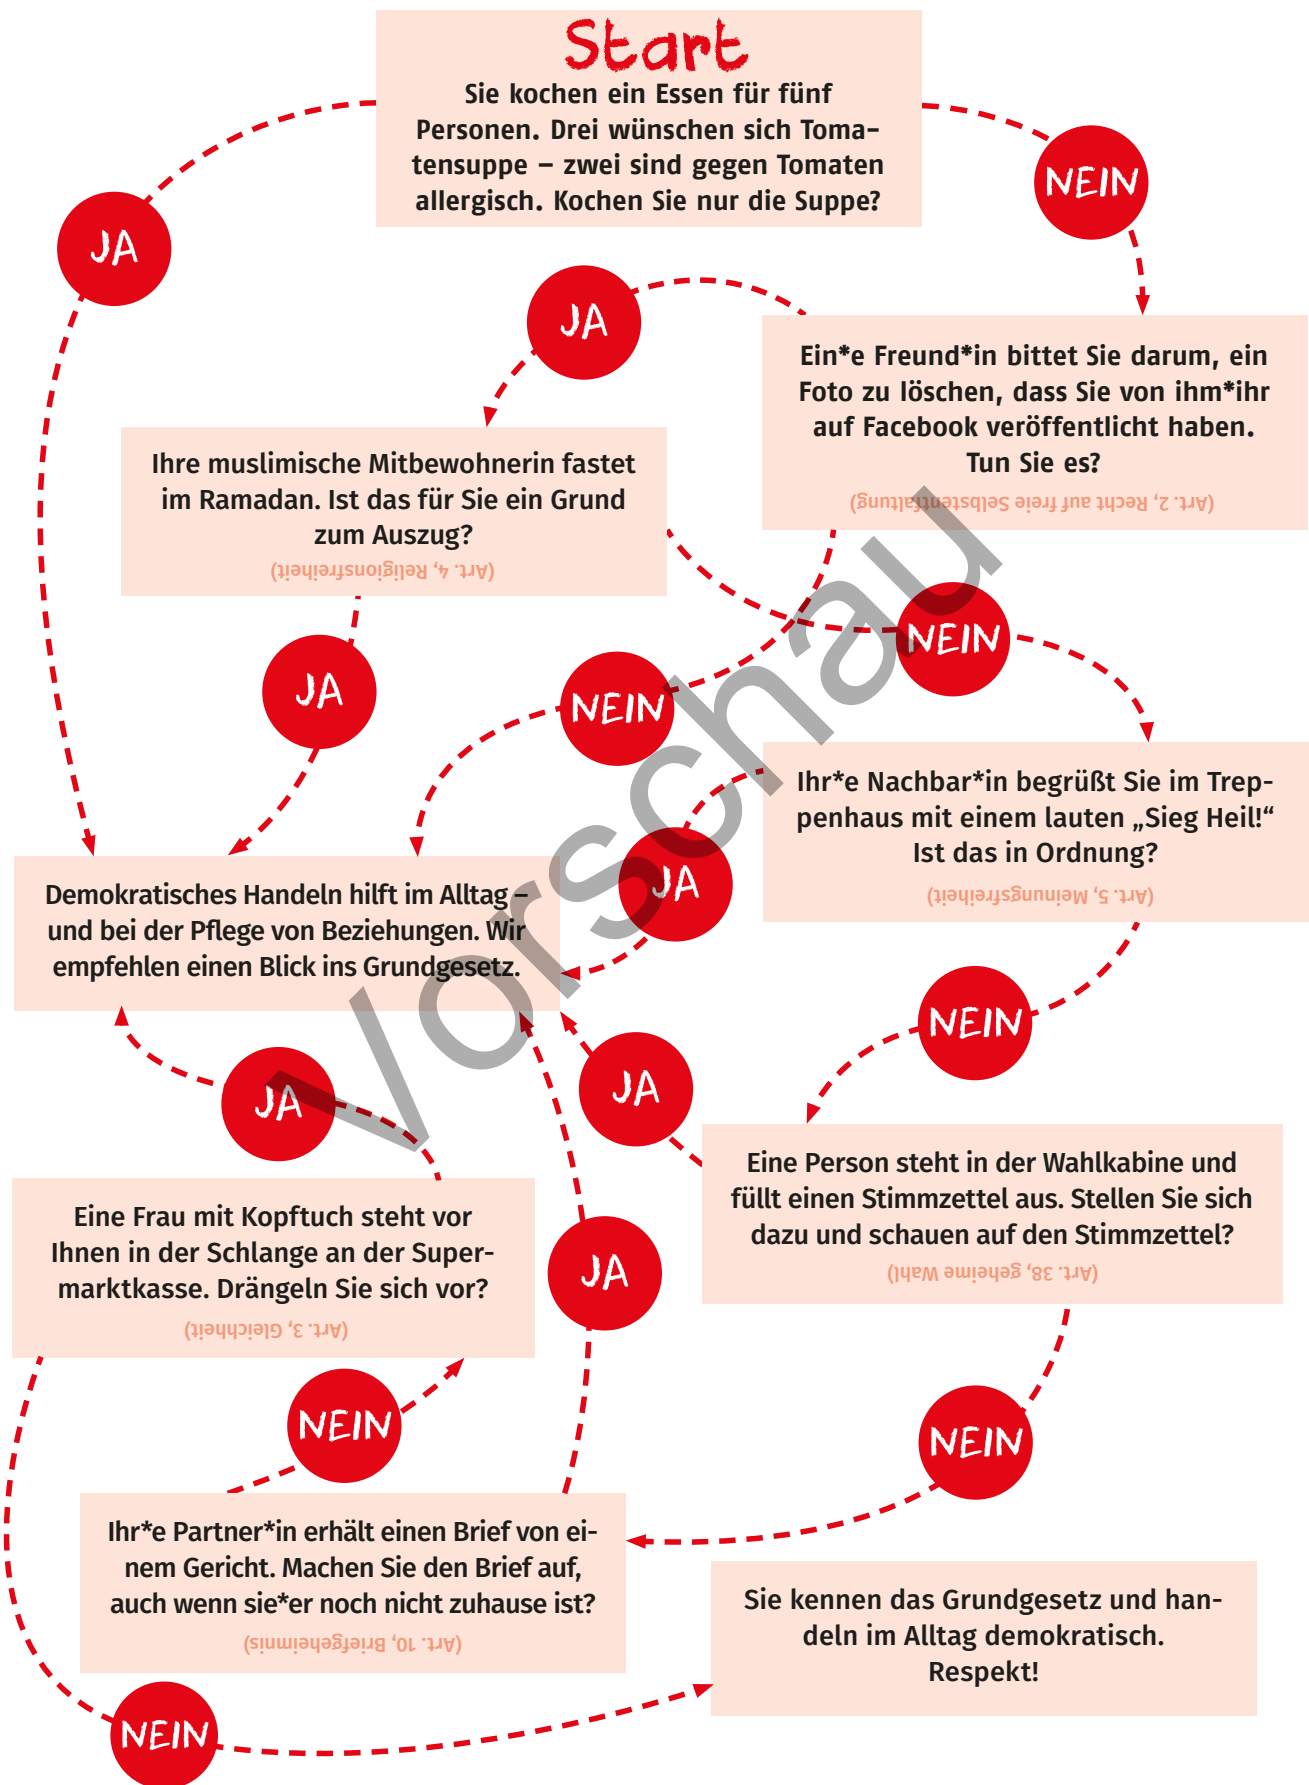 Start
Sie kochen ein Essen für fünf
Personen. Drei wünschen sich Toma-
tensuppe – zwei sind gegen Tomaten
allergisch. Kochen Sie nur die Suppe?
JA
NEIN
JA
Ein*e Freund*in bittet Sie darum, ein
Foto zu löschen, dass Sie von ihm*ihr
auf Facebook veröffentlicht haben.
Tun Sie es?
(Art. 2, Recht auf freie Selbstentfaltung)
Ihre muslimische Mitbewohnerin fastet
im Ramadan. Ist das für Sie ein Grund
zum Auszug?
(Art. 4, Religionsfreiheit)
JA
NEIN
NEIN
Ihr*e Nachbar*in begrüßt Sie im Trep-
penhaus mit einem lauten „Sieg Heil!“
Ist das in Ordnung?
(Art. 5, Meinungsfreiheit)
JA
Demokratisches Handeln hilft im Alltag –
und bei der Pflege von Beziehungen. Wir
empfehlen einen Blick ins Grundgesetz.
NEIN
JA
JA
Eine Person steht in der Wahlkabine und
füllt einen Stimmzettel aus. Stellen Sie sich
dazu und schauen auf den Stimmzettel?
(Art. 38, geheime Wahl)
Eine Frau mit Kopftuch steht vor
Ihnen in der Schlange an der Super-
marktkasse. Drängeln Sie sich vor?
(Art. 3, Gleichheit)
JA
NEIN
NEIN
Ihr*e Partner*in erhält einen Brief von ei-
nem Gericht. Machen Sie den Brief auf,
auch wenn sie*er noch nicht zuhause ist?
(Art. 10, Briefgeheimnis)
Sie kennen das Grundgesetz und han-
deln im Alltag demokratisch.
Respekt!
NEIN
Vorschau